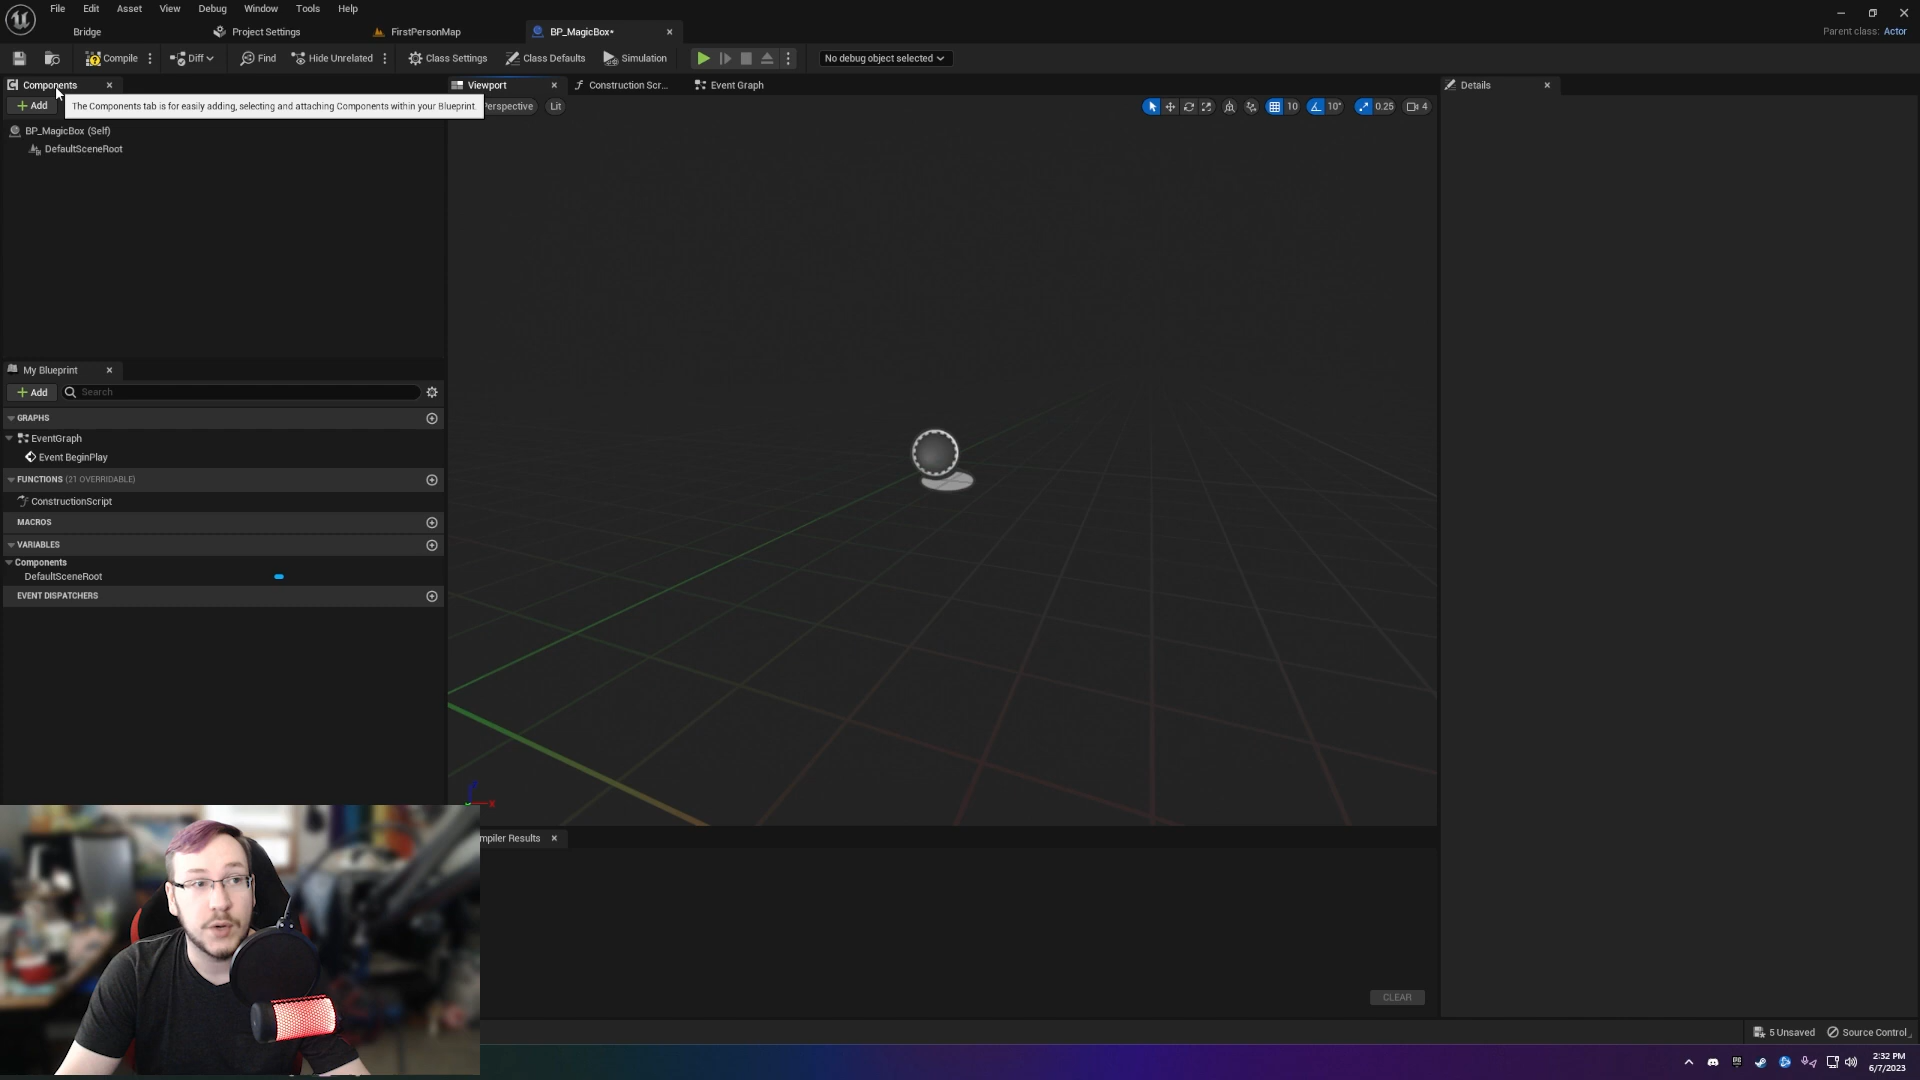 File Edit Asset View Debug Window Tools Help
Bridge Project Settings FirstPersonMap BP_MagicBox•
Parent class: Actor
Compile Diff Find Hide Unrelated Class Settings Class Defaults Simulation No debug object selected
Components Viewport Construction Scr... Event Graph Details
Add The Components tab is for easily adding, selecting and attaching Components within your Blueprint. Perspective Lit 10 10° 0.25 4
BP_MagicBox (Self)
DefaultSceneRoot
My Blueprint
Add Search
GRAPHS
EventGraph
Event BeginPlay
FUNCTIONS (21 OVERRIDABLE)
ConstructionScript
MACROS
VARIABLES
Components
DefaultSceneRoot
EVENT DISPATCHERS
X
mpiler Results
CLEAR
5 Unsaved Source Control
2:32 PM
6/7/2023